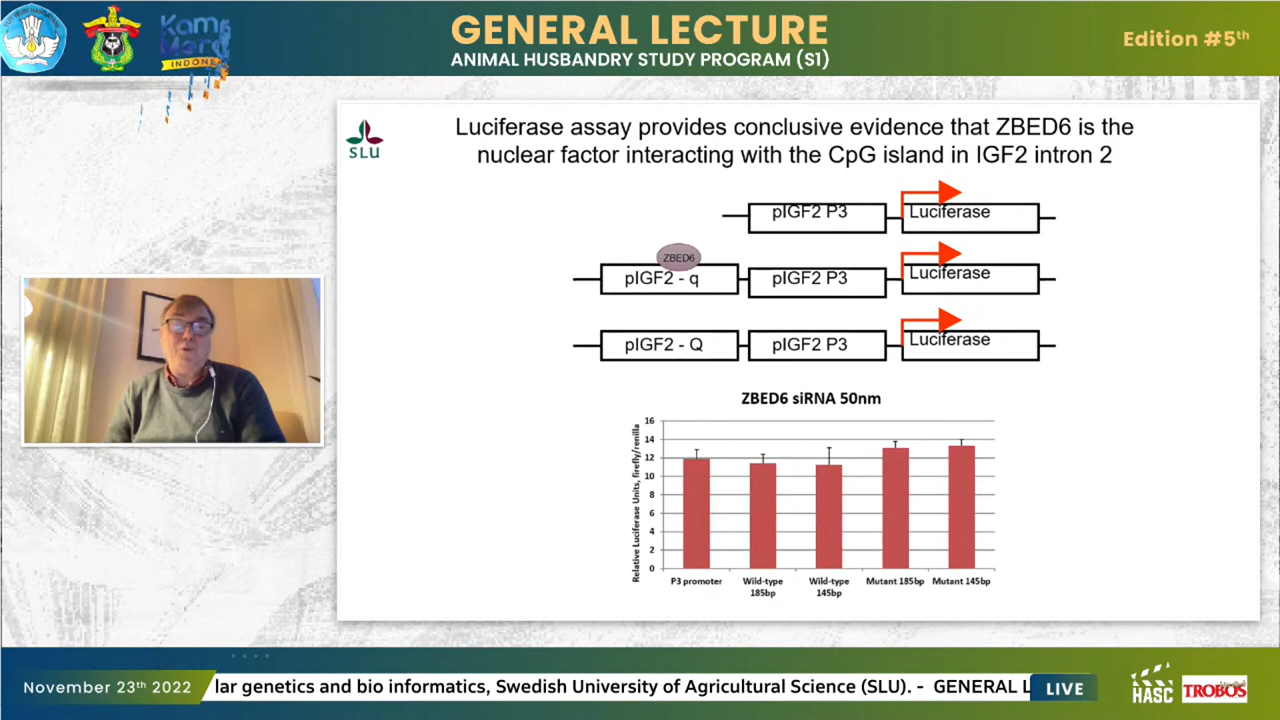 GENERAL LECTURE
ANIMAL HUSBANDRY STUDY PROGRAM (S1)
Edition #5th
SLU
Luciferase assay provides conclusive evidence that ZBED6 is the
nuclear factor interacting with the CpG island in IGF2 intron 2
pIGF2 P3 Luciferase
ZBED6
pIGF2 - q pIGF2 P3 Luciferase
pIGF2 - Q pIGF2 P3 Luciferase
ZBED6 siRNA 50nm
Relative Luciferase Units, firefly/renilla
16
14
12
10
8
6
4
2
0
P3 promoter
Wild-type
185bp
Wild-type
145bp
Mutant 185bp
Mutant 145bp
November 23th 2022
lar genetics and bio informatics, Swedish University of Agricultural Science (SLU). - GENERAL L
LIVE
HASC
TROBOS
INDONE